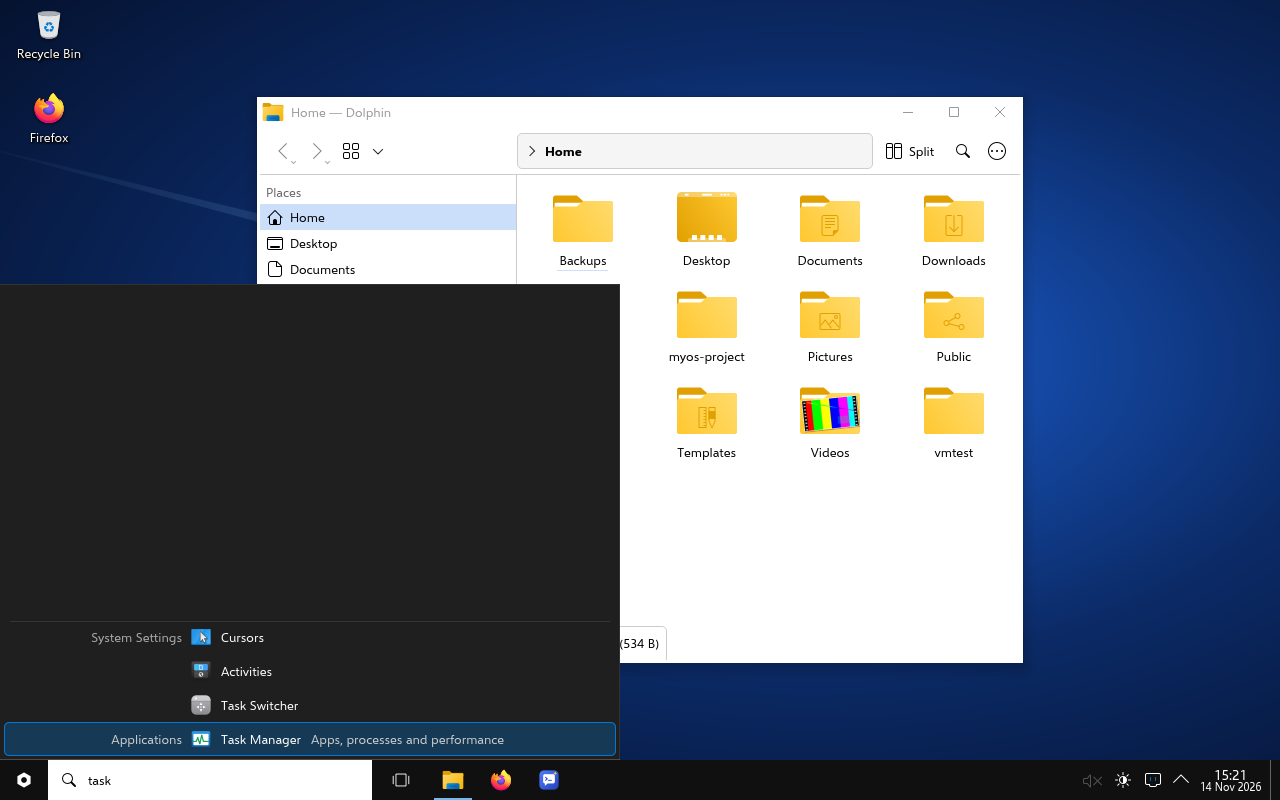 Recycle Bin
Firefox
Home — Dolphin
Home
Split
Places
Home
Desktop
Documents
Backups
Desktop
Documents
Downloads
myos-project
Pictures
Public
Templates
Videos
vmtest
(534 B)
System Settings
Cursors
Activities
Task Switcher
Applications
Task Manager Apps, processes and performance
task
15:21
14 Nov 2026